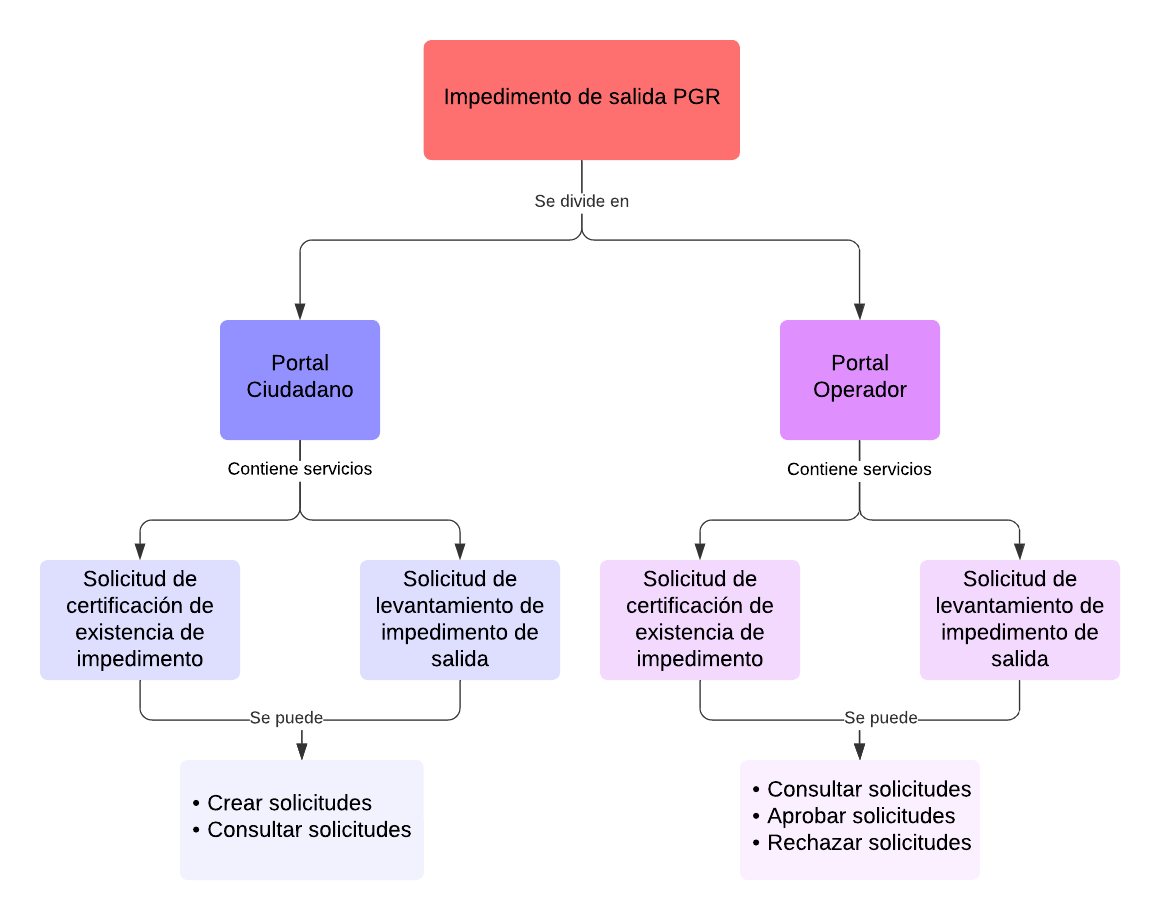 Impedimento de salida PGR
Se divide en
Portal
Ciudadano
Portal
Operador
Contiene servicios
Contiene servicios
Solicitud de
certificación de
existencia de
impedimento
Solicitud de
levantamiento de
impedimento de
salida
Solicitud de
certificación de
existencia de
impedimento
Solicitud de
levantamiento de
impedimento de
salida
Se puede
Se puede
• Crear solicitudes
• Consultar solicitudes
• Consultar solicitudes
• Aprobar solicitudes
• Rechazar solicitudes